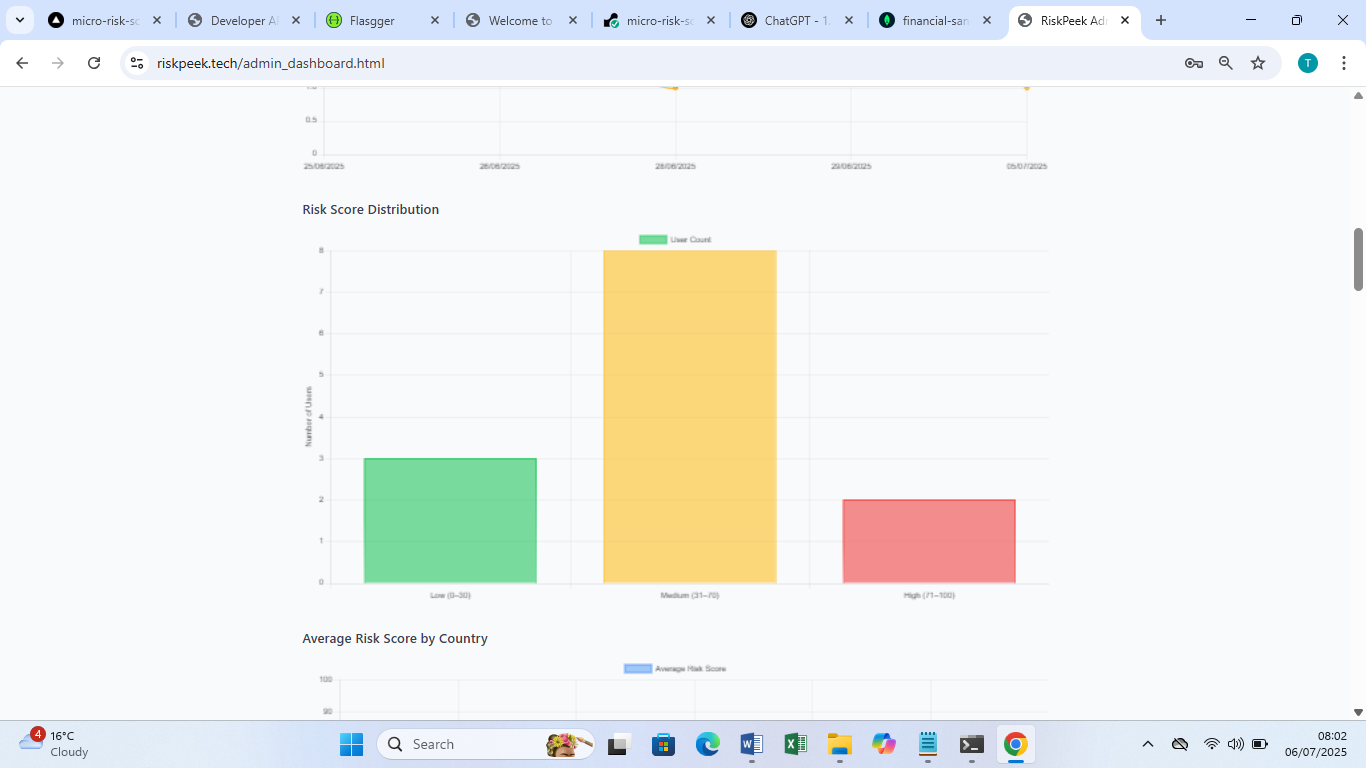 micro-risk-sc
Developer A
Flasgger
Welcome to
micro-risk-sc
ChatGPT - 1.
financial-san
RiskPeek Ad
riskpeek.tech/admin_dashboard.html
T
0.5
0
25/06/2025 26/06/2025 28/06/2025 29/06/2025 05/07/2025
Risk Score Distribution
User Count
8
7
6
5
4
3
2
1
0
Number of Users
Low (0–30) Medium (31–70) High (71–100)
Average Risk Score by Country
Average Risk Score
100
90
4
16°C
Cloudy
Search
08:02
06/07/2025